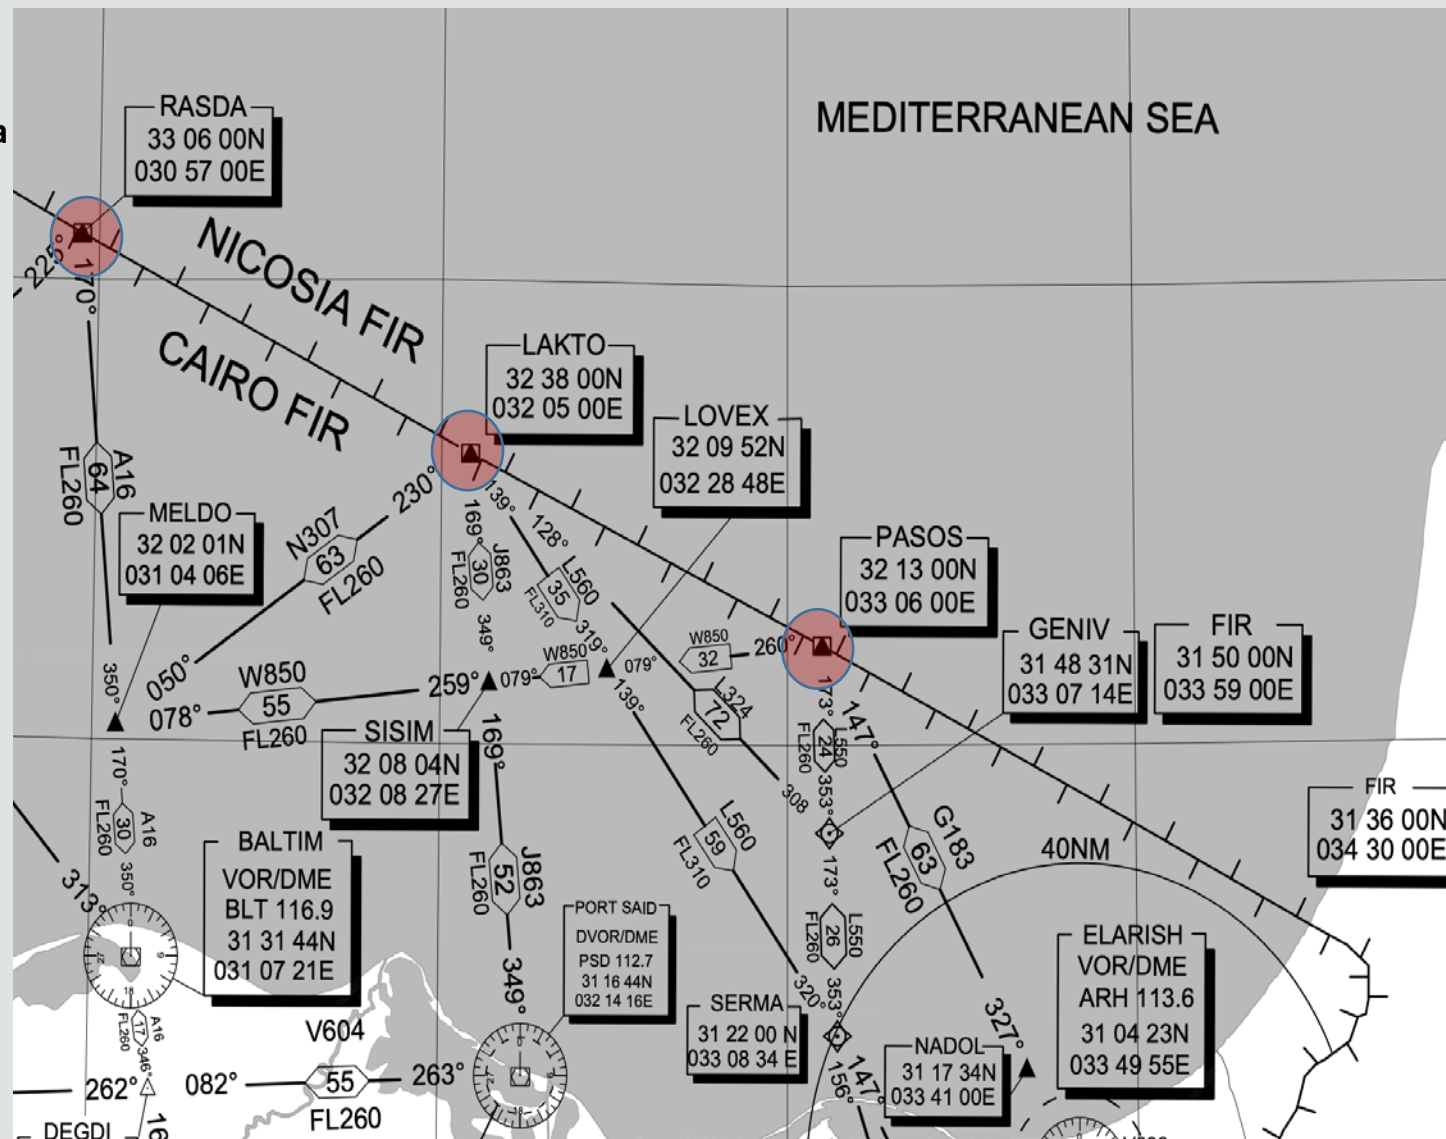 a
RASDA
33 06 00N
030 57 00E
MEDITERRANEAN SEA
NICOSIA FIR
CAIRO FIR
225°
170°
A16
64
FL260
LAKTO
32 38 00N
032 05 00E
LOVEX
32 09 52N
032 28 48E
MELDO
32 02 01N
031 04 06E
N307
63
FL260
230°
050°
169°
J863
30
FL260
349°
139°
128°
L560
35
FL310
319°
PASOS
32 13 00N
033 06 00E
GENIV
31 48 31N
033 07 14E
FIR
31 50 00N
033 59 00E
W850
32
260°
W850
17
079°
079°
139°
350°
W850
55
FL260
259°
078°
SISIM
32 08 04N
032 08 27E
169°
L324
72
FL260
308
173°
L550
24
FL260
353°
147°
G183
63
FL260
327°
FIR
31 36 00N
034 30 00E
170°
A16
30
FL260
350°
313°
BALTIM
VOR/DME
BLT 116.9
31 31 44N
031 07 21E
J863
52
FL260
349°
L560
59
FL310
320°
173°
L550
26
FL260
353°
40NM
PORT SAID
DVOR/DME
PSD 112.7
31 16 44N
032 14 16E
SERMA
31 22 00 N
033 08 34 E
ELARISH
VOR/DME
ARH 113.6
31 04 23N
033 49 55E
NADOL
31 17 34N
033 41 00E
147°
156°
A16
17
FL260
346°
V604
262°
082°
55
263°
FL260
DEGDI
16